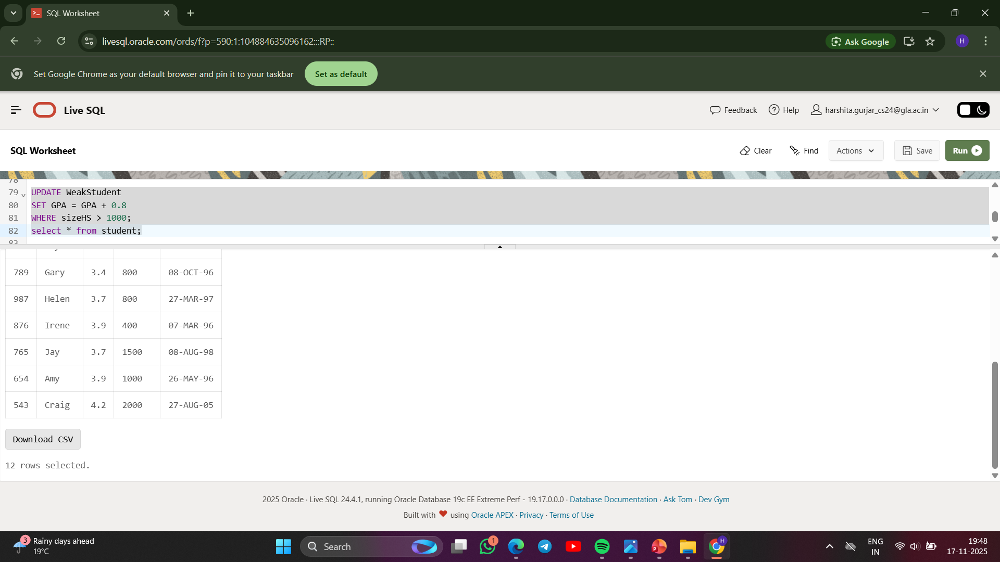 SQL Worksheet
livesql.oracle.com/ords/f?p=590:1:104884635096162:::RP::
Ask Google
H
Set Google Chrome as your default browser and pin it to your taskbar
Set as default
Live SQL
Feedback
Help
harshita.gurjar_cs24@gla.ac.in
SQL Worksheet
Clear
Find
Actions
Save
Run
78
79 UPDATE WeakStudent
80 SET GPA = GPA + 0.8
81 WHERE sizeHS > 1000;
82 select * from student;
83
789 Gary 3.4 800 08-OCT-96
987 Helen 3.7 800 27-MAR-97
876 Irene 3.9 400 07-MAR-96
765 Jay 3.7 1500 08-AUG-98
654 Amy 3.9 1000 26-MAY-96
543 Craig 4.2 2000 27-AUG-05
Download CSV
12 rows selected.
2025 Oracle · Live SQL 24.4.1, running Oracle Database 19c EE Extreme Perf - 19.17.0.0.0 · Database Documentation · Ask Tom · Dev Gym
Built with ❤ using Oracle APEX · Privacy · Terms of Use
3
Rainy days ahead
19°C
Search
1
P
H
ENG
IN
19:48
17-11-2025